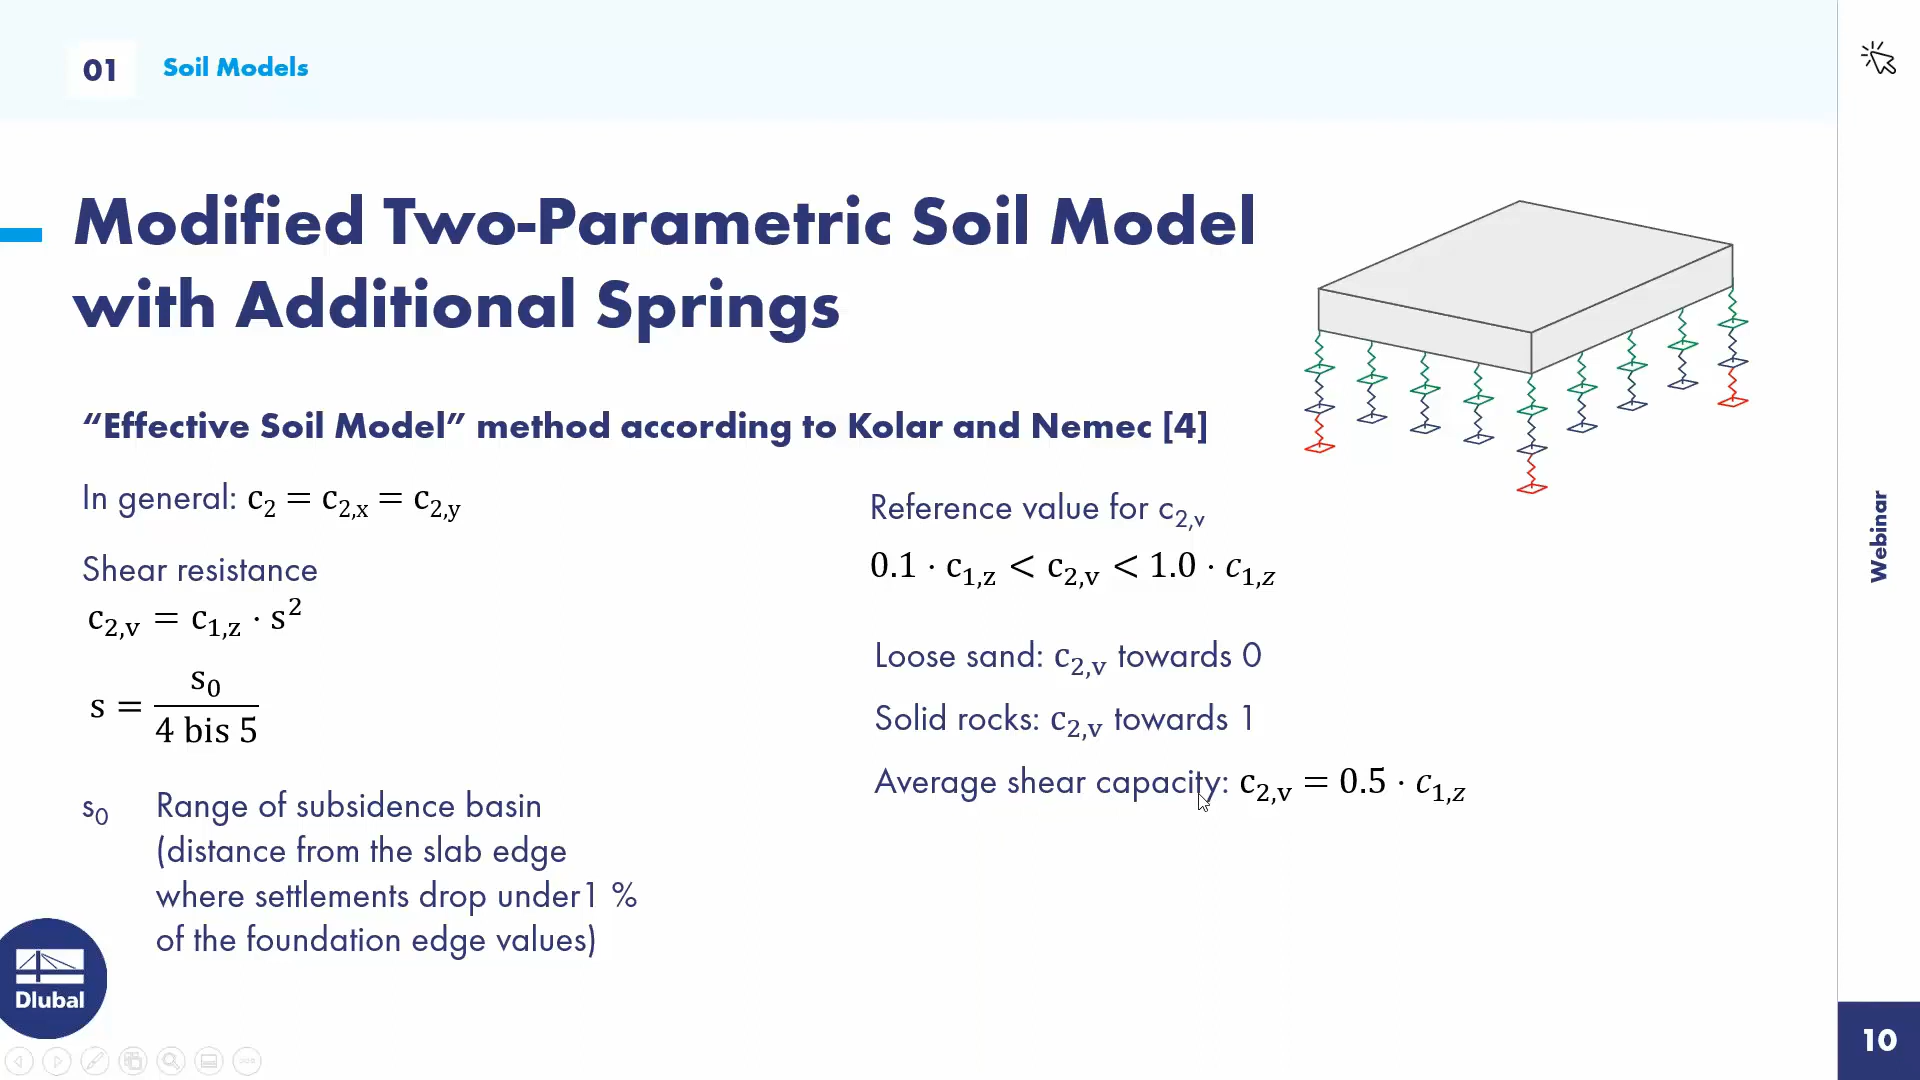 01
Soil Models
Modified Two-Parametric Soil Model
with Additional Springs
“Effective Soil Model” method according to Kolar and Nemec [4]
In general: c₂ = c₂,ₓ = c₂,y
Shear resistance
c₂,ᵥ = c₁,z · s²
s = s₀ / 4 bis 5
s₀ Range of subsidence basin
(distance from the slab edge
where settlements drop under1 %
of the foundation edge values)
Reference value for c₂,ᵥ
0.1 · c₁,z < c₂,ᵥ < 1.0 · c₁,z
Loose sand: c₂,ᵥ towards 0
Solid rocks: c₂,ᵥ towards 1
Average shear capacity: c₂,ᵥ = 0.5 · c₁,z
Webinar
Dlubal
10